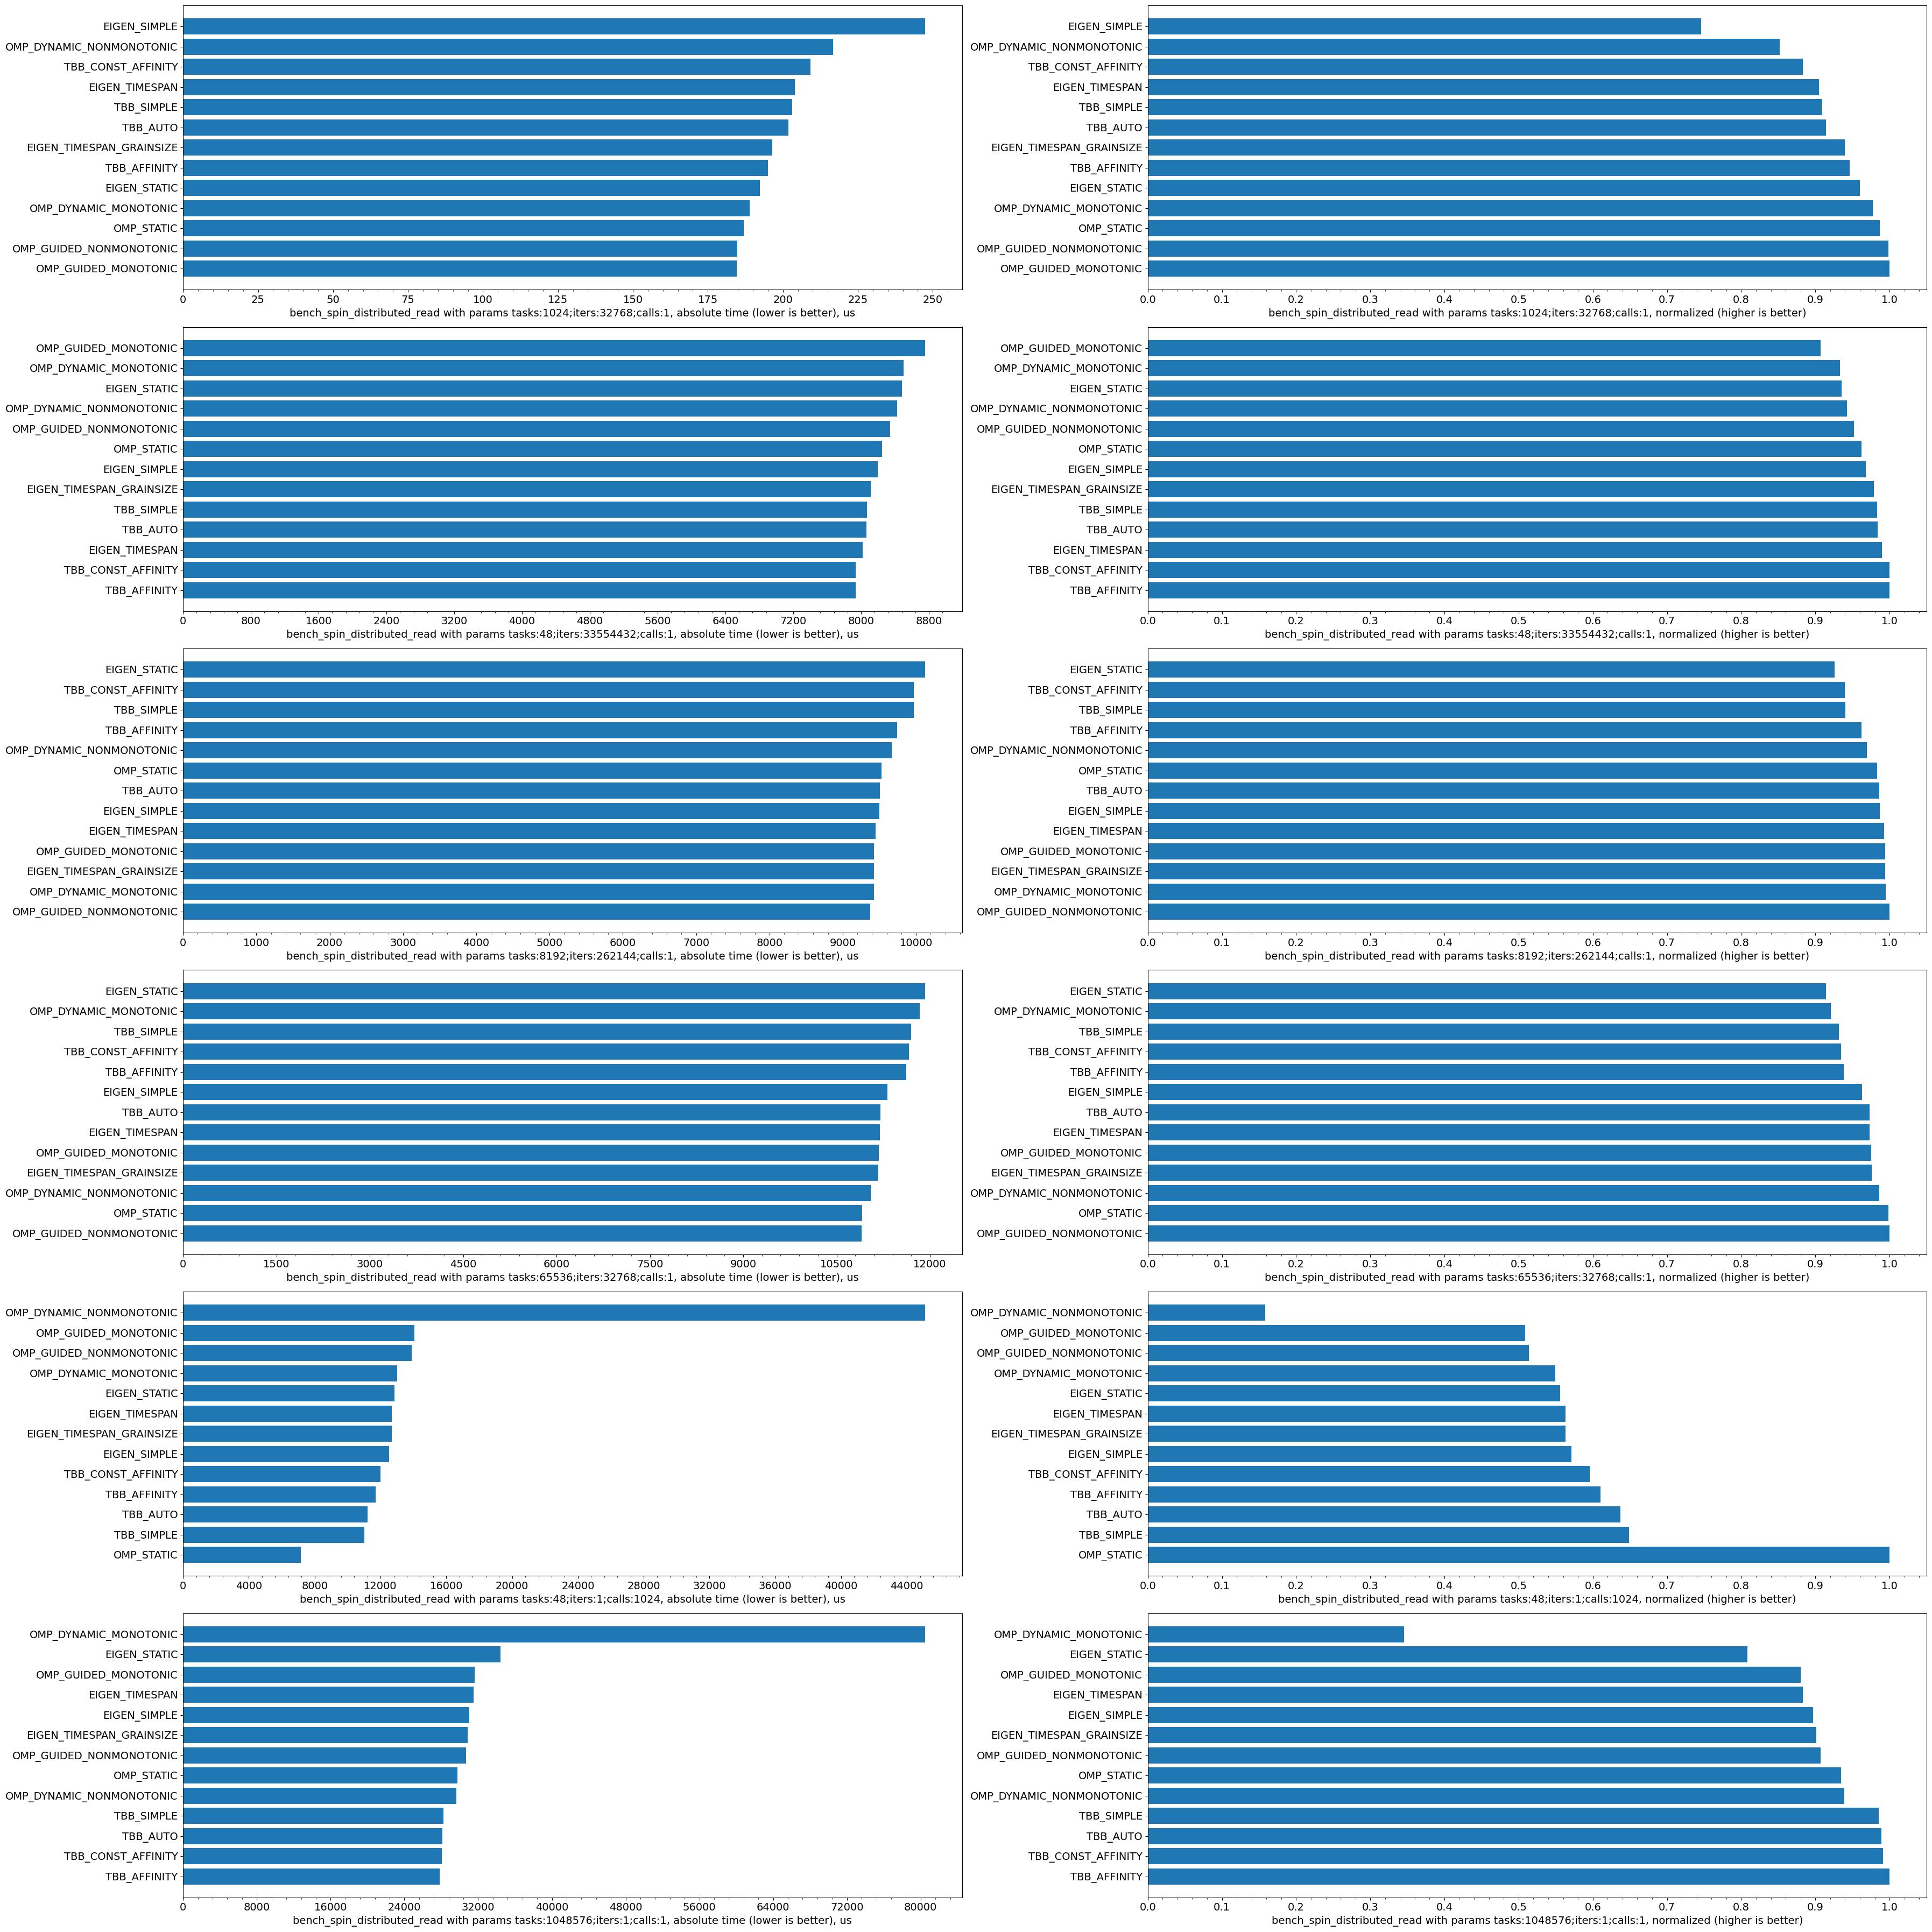 EIGEN_SIMPLE
OMP_DYNAMIC_NONMONOTONIC
TBB_CONST_AFFINITY
EIGEN_TIMESPAN
TBB_SIMPLE
TBB_AUTO
EIGEN_TIMESPAN_GRAINSIZE
TBB_AFFINITY
EIGEN_STATIC
OMP_DYNAMIC_MONOTONIC
OMP_STATIC
OMP_GUIDED_NONMONOTONIC
OMP_GUIDED_MONOTONIC
0 25 50 75 100 125 150 175 200 225 250
bench_spin_distributed_read with params tasks:1024;iters:32768;calls:1, absolute time (lower is better), us
EIGEN_SIMPLE
OMP_DYNAMIC_NONMONOTONIC
TBB_CONST_AFFINITY
EIGEN_TIMESPAN
TBB_SIMPLE
TBB_AUTO
EIGEN_TIMESPAN_GRAINSIZE
TBB_AFFINITY
EIGEN_STATIC
OMP_DYNAMIC_MONOTONIC
OMP_STATIC
OMP_GUIDED_NONMONOTONIC
OMP_GUIDED_MONOTONIC
0.0 0.1 0.2 0.3 0.4 0.5 0.6 0.7 0.8 0.9 1.0
bench_spin_distributed_read with params tasks:1024;iters:32768;calls:1, normalized (higher is better)
OMP_GUIDED_MONOTONIC
OMP_DYNAMIC_MONOTONIC
EIGEN_STATIC
OMP_DYNAMIC_NONMONOTONIC
OMP_GUIDED_NONMONOTONIC
OMP_STATIC
EIGEN_SIMPLE
EIGEN_TIMESPAN_GRAINSIZE
TBB_SIMPLE
TBB_AUTO
EIGEN_TIMESPAN
TBB_CONST_AFFINITY
TBB_AFFINITY
0 800 1600 2400 3200 4000 4800 5600 6400 7200 8000 8800
bench_spin_distributed_read with params tasks:48;iters:33554432;calls:1, absolute time (lower is better), us
OMP_GUIDED_MONOTONIC
OMP_DYNAMIC_MONOTONIC
EIGEN_STATIC
OMP_DYNAMIC_NONMONOTONIC
OMP_GUIDED_NONMONOTONIC
OMP_STATIC
EIGEN_SIMPLE
EIGEN_TIMESPAN_GRAINSIZE
TBB_SIMPLE
TBB_AUTO
EIGEN_TIMESPAN
TBB_CONST_AFFINITY
TBB_AFFINITY
0.0 0.1 0.2 0.3 0.4 0.5 0.6 0.7 0.8 0.9 1.0
bench_spin_distributed_read with params tasks:48;iters:33554432;calls:1, normalized (higher is better)
EIGEN_STATIC
TBB_CONST_AFFINITY
TBB_SIMPLE
TBB_AFFINITY
OMP_DYNAMIC_NONMONOTONIC
OMP_STATIC
TBB_AUTO
EIGEN_SIMPLE
EIGEN_TIMESPAN
OMP_GUIDED_MONOTONIC
EIGEN_TIMESPAN_GRAINSIZE
OMP_DYNAMIC_MONOTONIC
OMP_GUIDED_NONMONOTONIC
0 1000 2000 3000 4000 5000 6000 7000 8000 9000 10000
bench_spin_distributed_read with params tasks:8192;iters:262144;calls:1, absolute time (lower is better), us
EIGEN_STATIC
TBB_CONST_AFFINITY
TBB_SIMPLE
TBB_AFFINITY
OMP_DYNAMIC_NONMONOTONIC
OMP_STATIC
TBB_AUTO
EIGEN_SIMPLE
EIGEN_TIMESPAN
OMP_GUIDED_MONOTONIC
EIGEN_TIMESPAN_GRAINSIZE
OMP_DYNAMIC_MONOTONIC
OMP_GUIDED_NONMONOTONIC
0.0 0.1 0.2 0.3 0.4 0.5 0.6 0.7 0.8 0.9 1.0
bench_spin_distributed_read with params tasks:8192;iters:262144;calls:1, normalized (higher is better)
EIGEN_STATIC
OMP_DYNAMIC_MONOTONIC
TBB_SIMPLE
TBB_CONST_AFFINITY
TBB_AFFINITY
EIGEN_SIMPLE
TBB_AUTO
EIGEN_TIMESPAN
OMP_GUIDED_MONOTONIC
EIGEN_TIMESPAN_GRAINSIZE
OMP_DYNAMIC_NONMONOTONIC
OMP_STATIC
OMP_GUIDED_NONMONOTONIC
0 1500 3000 4500 6000 7500 9000 10500 12000
bench_spin_distributed_read with params tasks:65536;iters:32768;calls:1, absolute time (lower is better), us
EIGEN_STATIC
OMP_DYNAMIC_MONOTONIC
TBB_SIMPLE
TBB_CONST_AFFINITY
TBB_AFFINITY
EIGEN_SIMPLE
TBB_AUTO
EIGEN_TIMESPAN
OMP_GUIDED_MONOTONIC
EIGEN_TIMESPAN_GRAINSIZE
OMP_DYNAMIC_NONMONOTONIC
OMP_STATIC
OMP_GUIDED_NONMONOTONIC
0.0 0.1 0.2 0.3 0.4 0.5 0.6 0.7 0.8 0.9 1.0
bench_spin_distributed_read with params tasks:65536;iters:32768;calls:1, normalized (higher is better)
OMP_DYNAMIC_NONMONOTONIC
OMP_GUIDED_MONOTONIC
OMP_GUIDED_NONMONOTONIC
OMP_DYNAMIC_MONOTONIC
EIGEN_STATIC
EIGEN_TIMESPAN
EIGEN_TIMESPAN_GRAINSIZE
EIGEN_SIMPLE
TBB_CONST_AFFINITY
TBB_AFFINITY
TBB_AUTO
TBB_SIMPLE
OMP_STATIC
0 4000 8000 12000 16000 20000 24000 28000 32000 36000 40000 44000
bench_spin_distributed_read with params tasks:48;iters:1;calls:1024, absolute time (lower is better), us
OMP_DYNAMIC_NONMONOTONIC
OMP_GUIDED_MONOTONIC
OMP_GUIDED_NONMONOTONIC
OMP_DYNAMIC_MONOTONIC
EIGEN_STATIC
EIGEN_TIMESPAN
EIGEN_TIMESPAN_GRAINSIZE
EIGEN_SIMPLE
TBB_CONST_AFFINITY
TBB_AFFINITY
TBB_AUTO
TBB_SIMPLE
OMP_STATIC
0.0 0.1 0.2 0.3 0.4 0.5 0.6 0.7 0.8 0.9 1.0
bench_spin_distributed_read with params tasks:48;iters:1;calls:1024, normalized (higher is better)
OMP_DYNAMIC_MONOTONIC
EIGEN_STATIC
OMP_GUIDED_MONOTONIC
EIGEN_TIMESPAN
EIGEN_SIMPLE
EIGEN_TIMESPAN_GRAINSIZE
OMP_GUIDED_NONMONOTONIC
OMP_STATIC
OMP_DYNAMIC_NONMONOTONIC
TBB_SIMPLE
TBB_AUTO
TBB_CONST_AFFINITY
TBB_AFFINITY
0 8000 16000 24000 32000 40000 48000 56000 64000 72000 80000
bench_spin_distributed_read with params tasks:1048576;iters:1;calls:1, absolute time (lower is better), us
OMP_DYNAMIC_MONOTONIC
EIGEN_STATIC
OMP_GUIDED_MONOTONIC
EIGEN_TIMESPAN
EIGEN_SIMPLE
EIGEN_TIMESPAN_GRAINSIZE
OMP_GUIDED_NONMONOTONIC
OMP_STATIC
OMP_DYNAMIC_NONMONOTONIC
TBB_SIMPLE
TBB_AUTO
TBB_CONST_AFFINITY
TBB_AFFINITY
0.0 0.1 0.2 0.3 0.4 0.5 0.6 0.7 0.8 0.9 1.0
bench_spin_distributed_read with params tasks:1048576;iters:1;calls:1, normalized (higher is better)